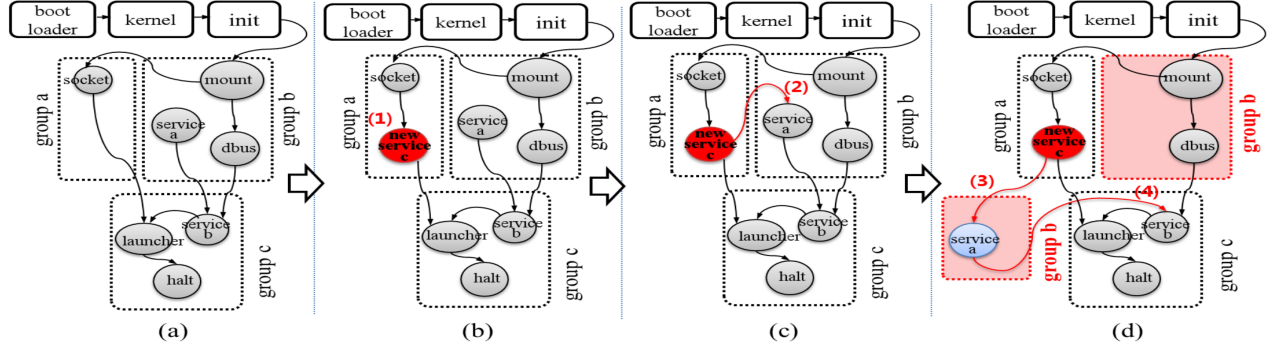 boot
loader
kernel
init
socket
mount
service
a
dbus
group a
group b
launcher
service
b
halt
group c
(a)
boot
loader
kernel
init
socket
mount
(1)
new
service
c
service
a
dbus
group a
group b
launcher
service
b
halt
group c
(b)
boot
loader
kernel
init
socket
mount
(2)
new
service
c
service
a
dbus
group a
group b
launcher
service
b
halt
group c
(c)
boot
loader
kernel
init
socket
mount
new
service
c
dbus
group a
group b
(3)
(4)
service
a
group b
launcher
service
b
halt
group c
(d)